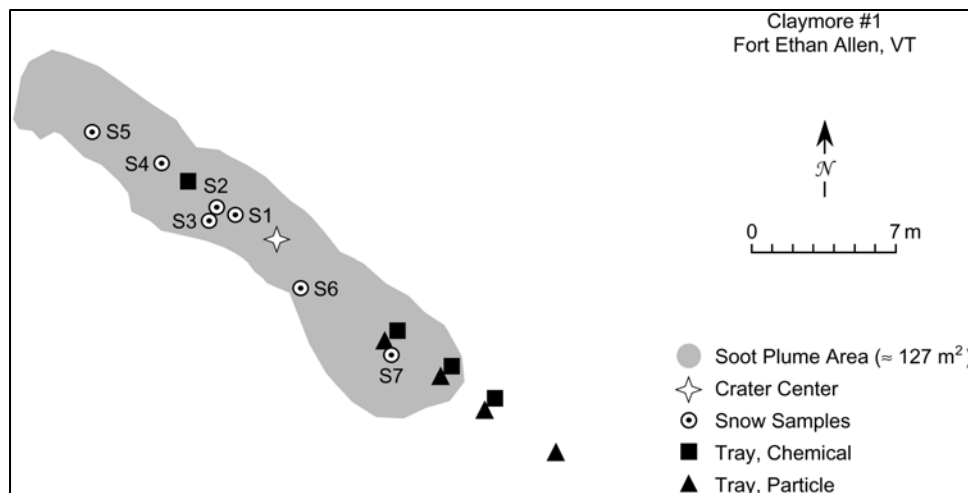 Claymore #1
Fort Ethan Allen, VT
S5
S4
S2
S3
S1
S6
S7
N
0 7 m
Soot Plume Area (≈ 127 m²)
Crater Center
Snow Samples
Tray, Chemical
Tray, Particle